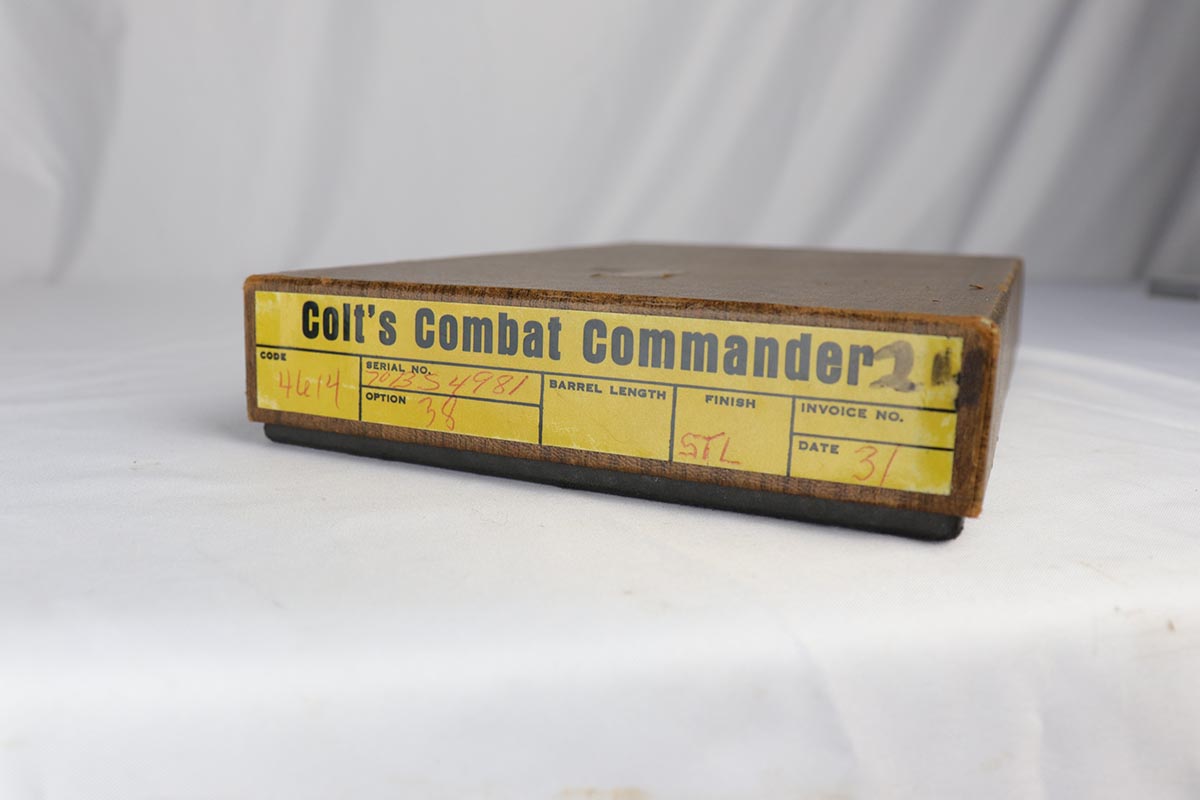 Colt's Combat Commander 2
CODE
4614
SERIAL NO.
70BS4981
OPTION
38
BARREL LENGTH
FINISH
STL
INVOICE NO.
DATE 31